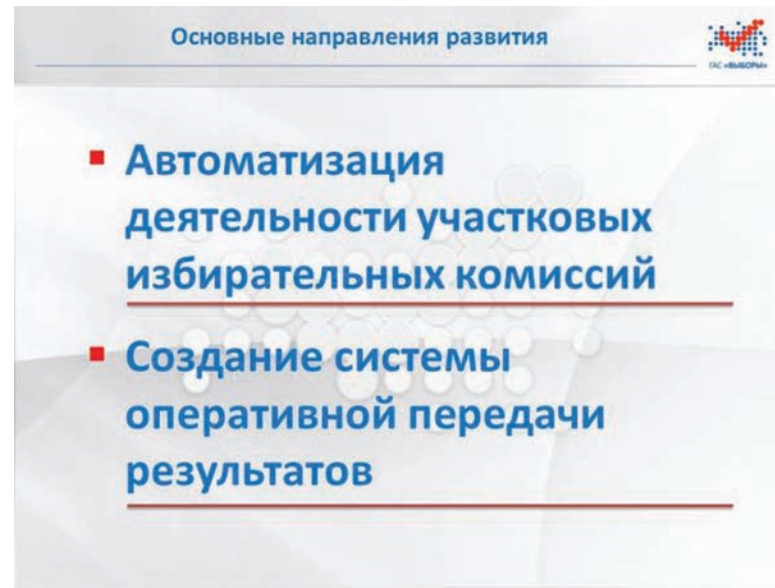 Основные направления развития
ГАС «ВЫБОРЫ»
Автоматизация
деятельности участковых
избирательных комиссий
Создание системы
оперативной передачи
результатов